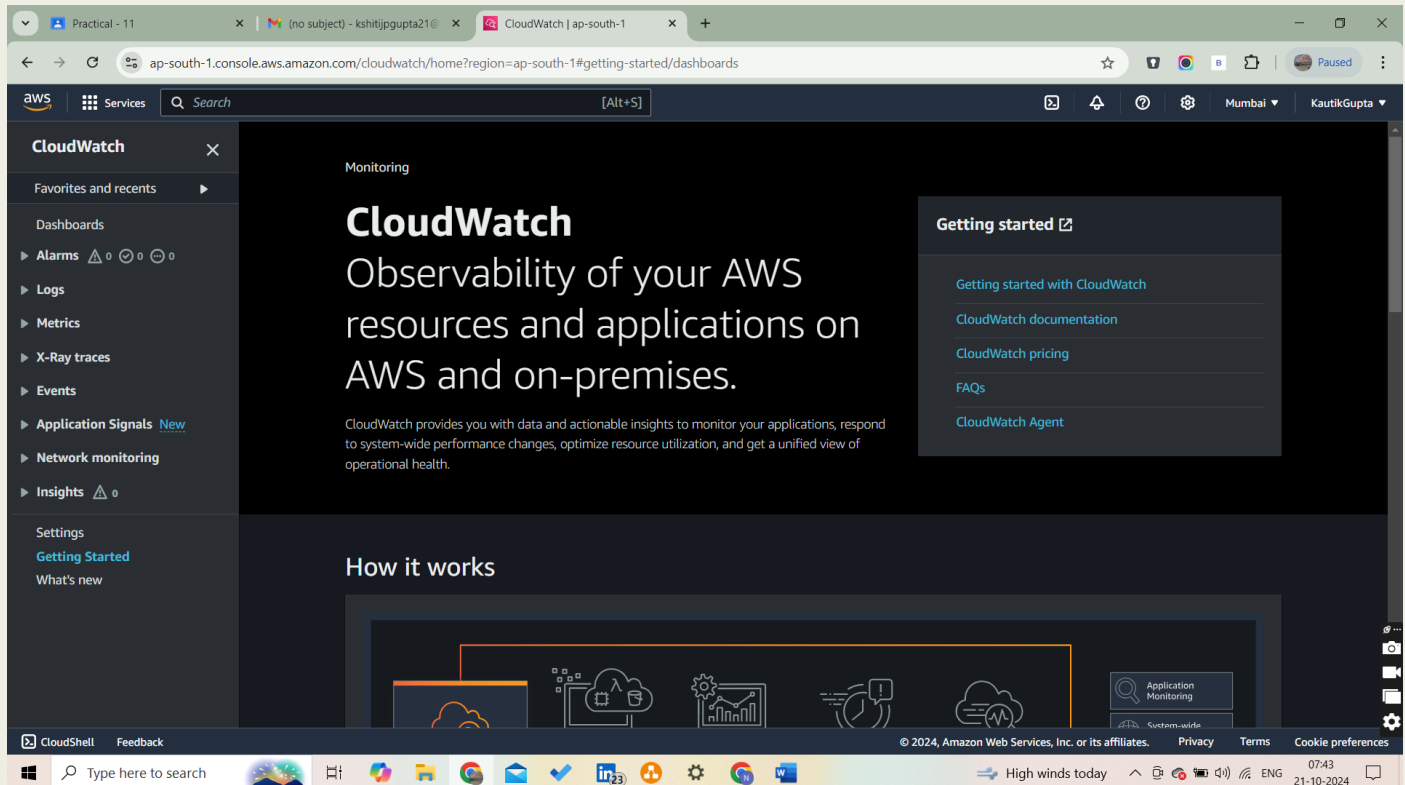 Practical - 11
(no subject) - kshitijpgupta21@
CloudWatch | ap-south-1
ap-south-1.console.aws.amazon.com/cloudwatch/home?region=ap-south-1#getting-started/dashboards
B
Paused
aws
Services
Search
[Alt+S]
Mumbai
KautikGupta
CloudWatch
Favorites and recents
Dashboards
Alarms 0 0 0
Logs
Metrics
X-Ray traces
Events
Application Signals New
Network monitoring
Insights 0
Settings
Getting Started
What's new
Monitoring
CloudWatch
Observability of your AWS
resources and applications on
AWS and on-premises.
CloudWatch provides you with data and actionable insights to monitor your applications, respond
to system-wide performance changes, optimize resource utilization, and get a unified view of
operational health.
Getting started
Getting started with CloudWatch
CloudWatch documentation
CloudWatch pricing
FAQs
CloudWatch Agent
How it works
Application
Monitoring
System-wide
CloudShell
Feedback
© 2024, Amazon Web Services, Inc. or its affiliates.
Privacy
Terms
Cookie preferences
Type here to search
in 23
N
W
High winds today
ENG
07:43
21-10-2024